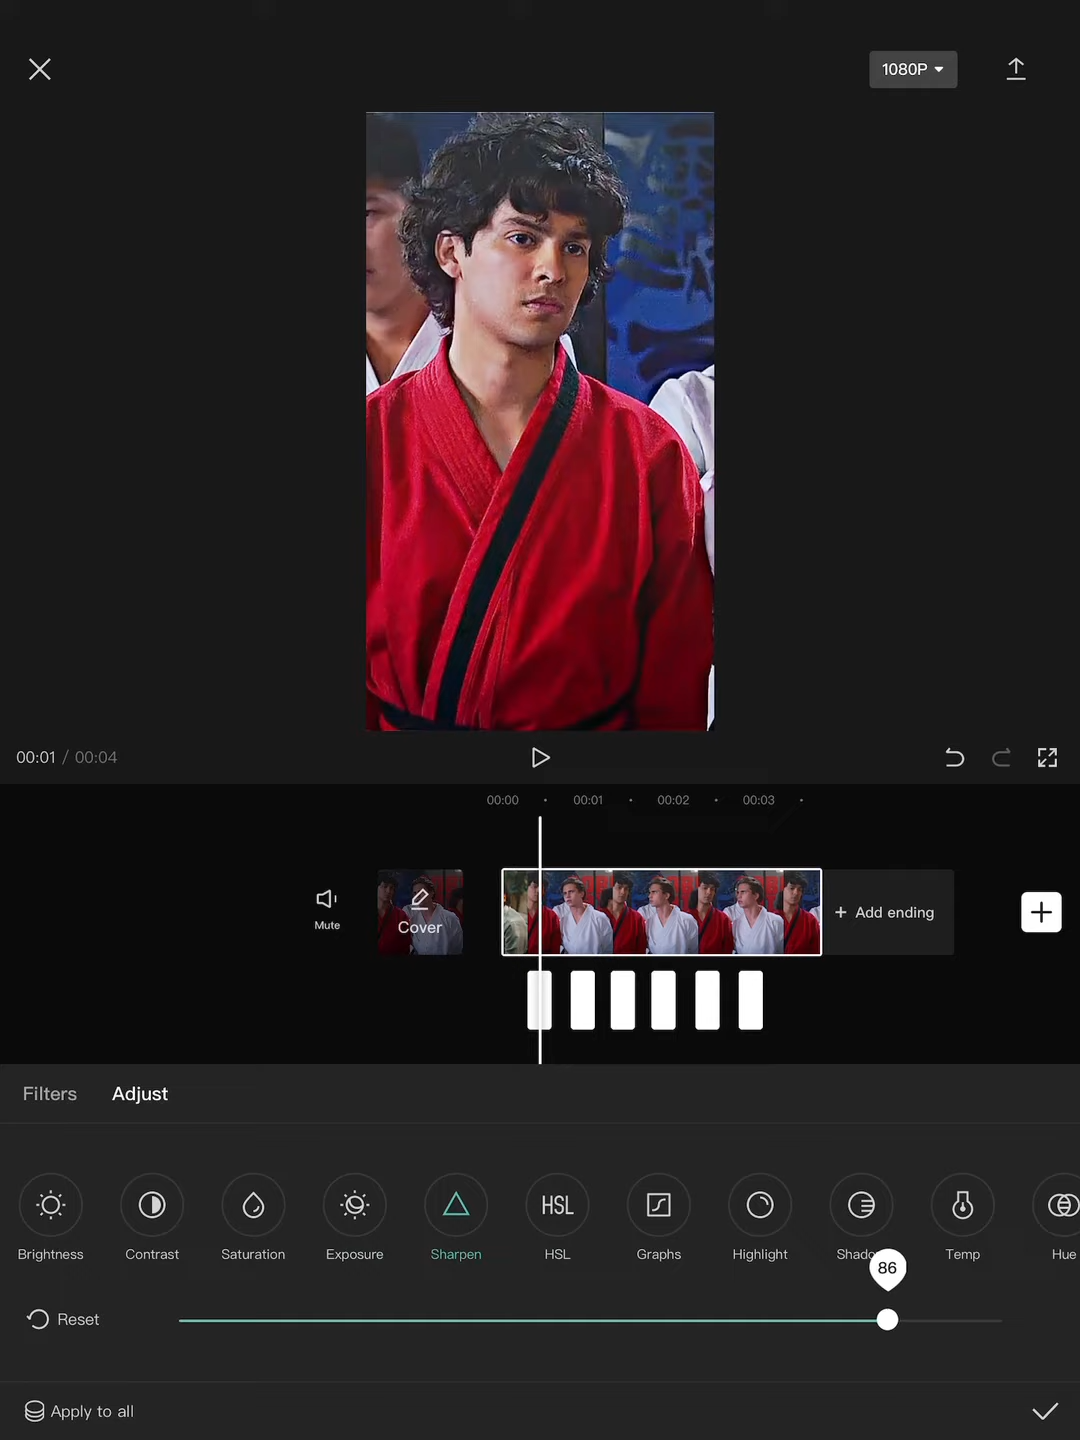 1080P
00:01 / 00:04
00:00 00:01 00:02 00:03
Mute
Cover
+ Add ending
Filters Adjust
HSL
Brightness Contrast Saturation Exposure Sharpen HSL Graphs Highlight Shado Temp Hue
86
Reset
Apply to all